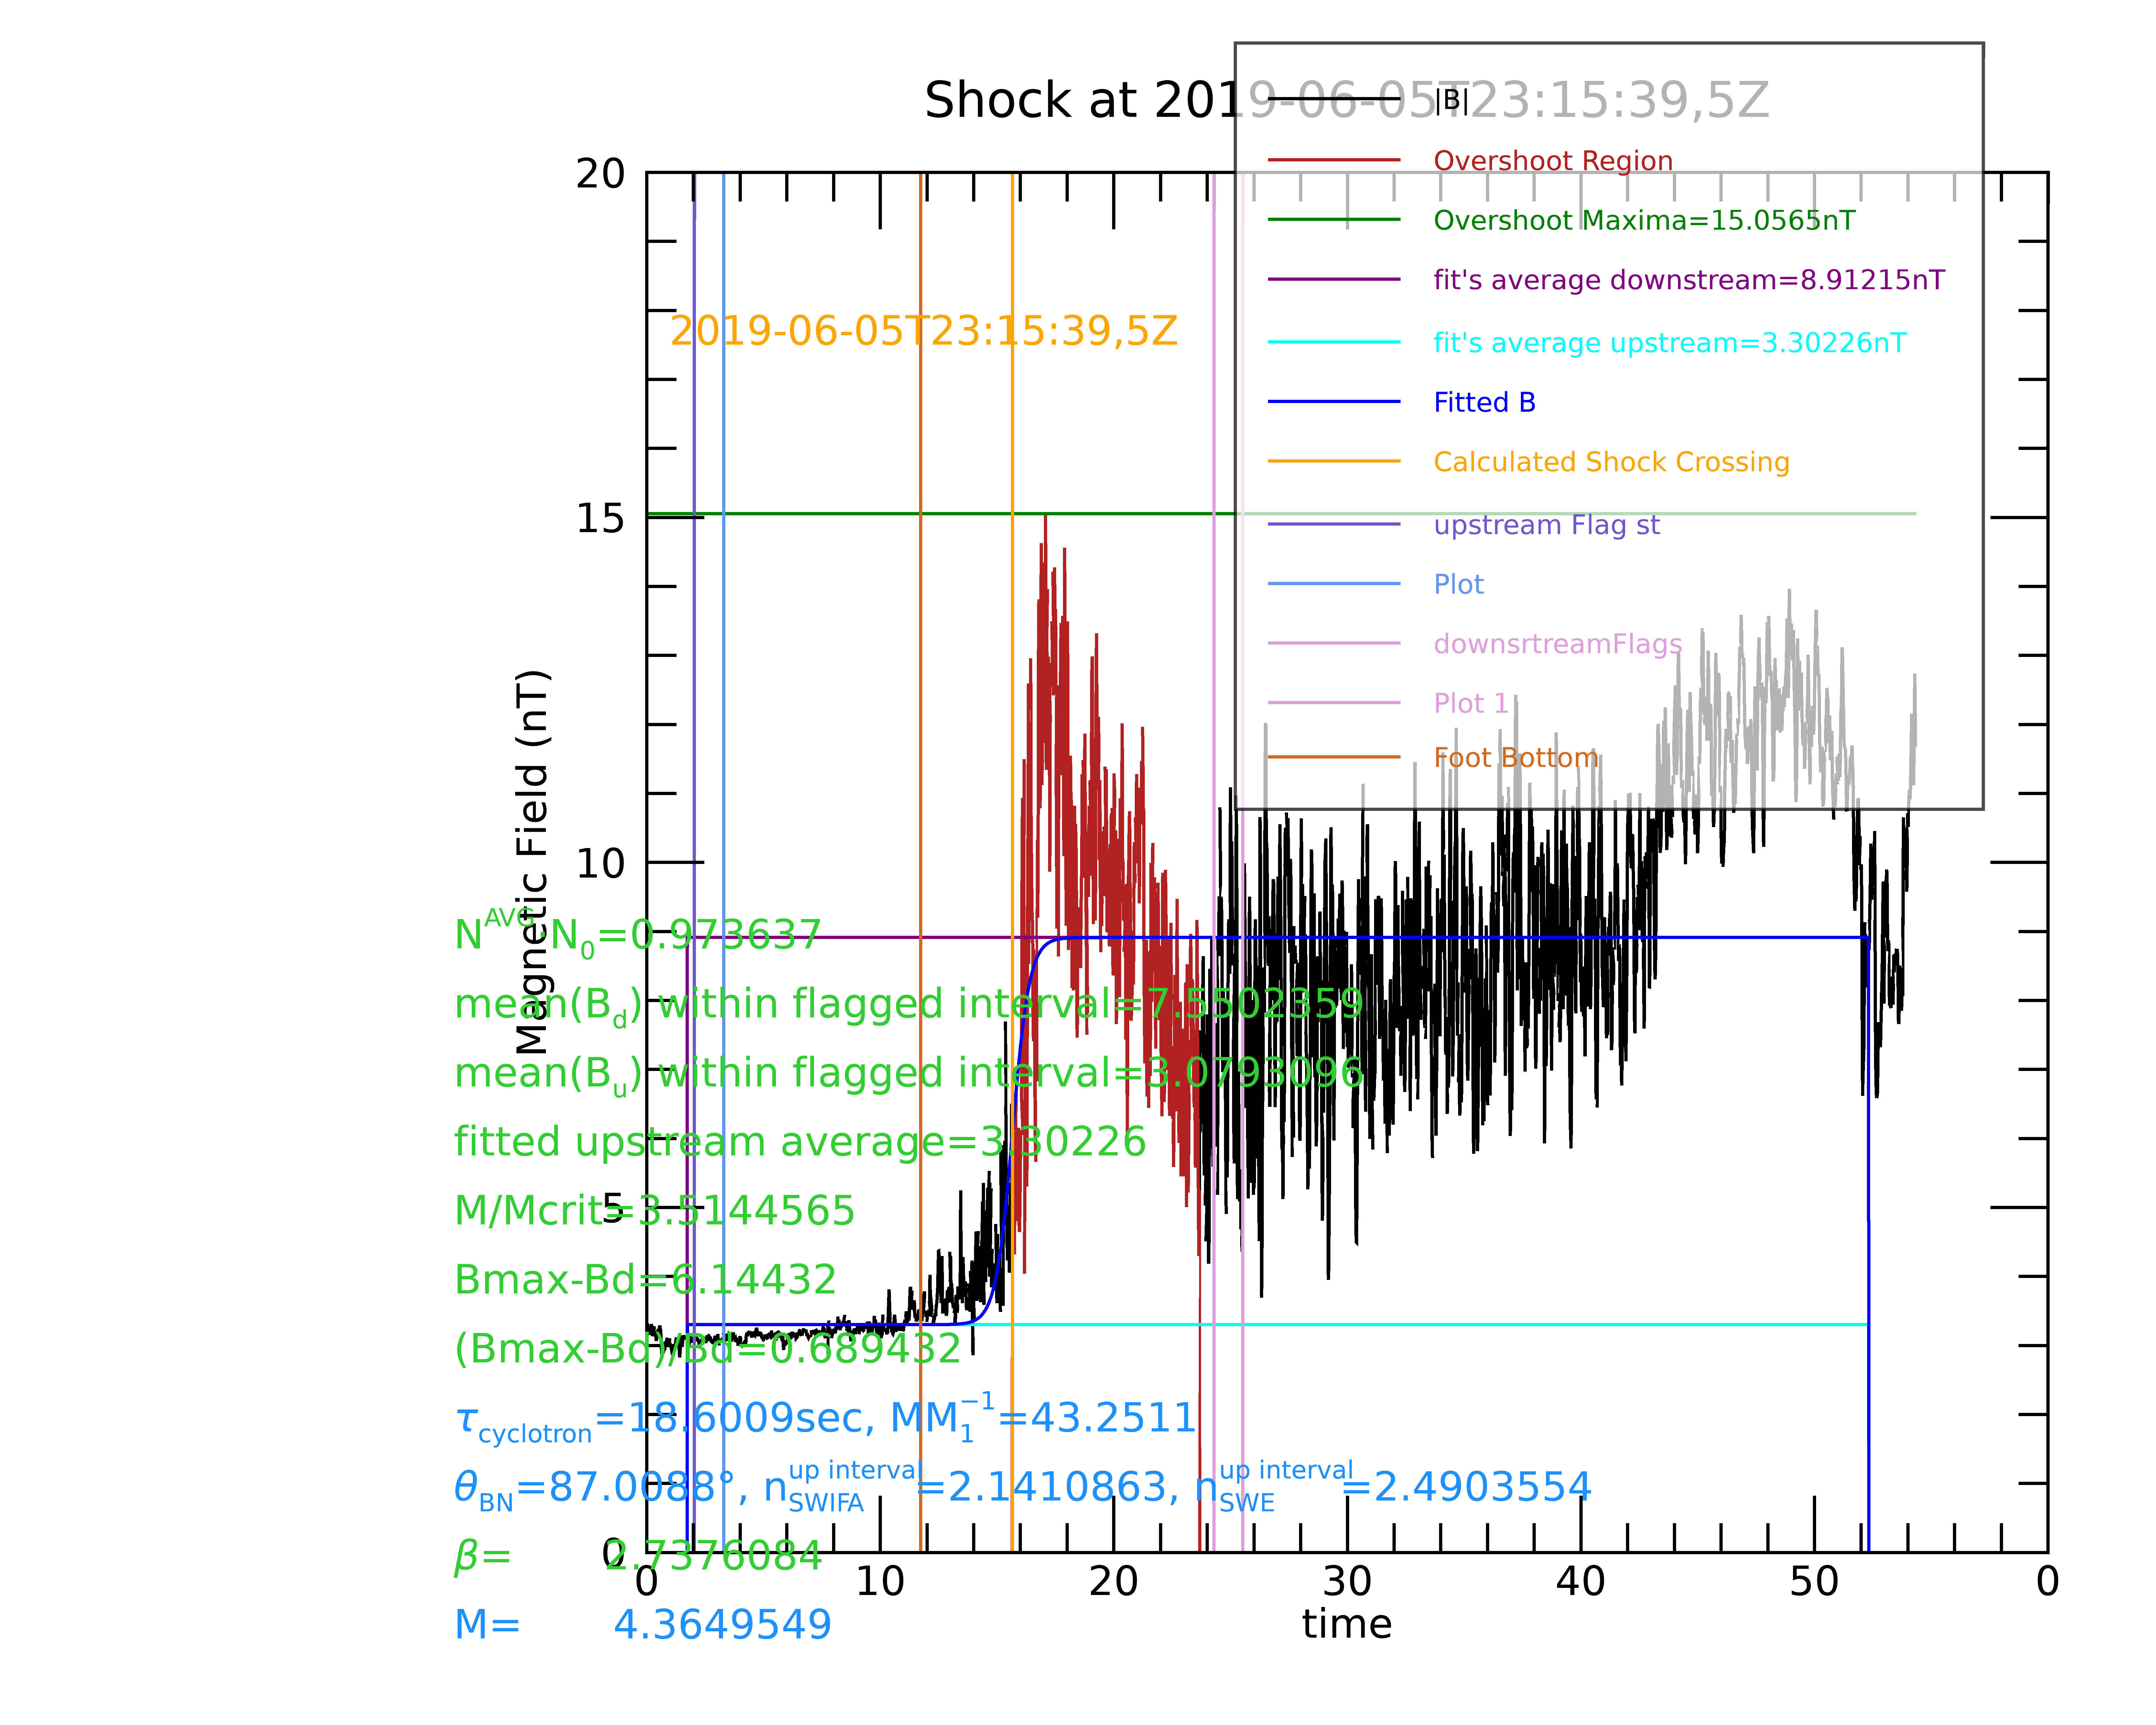 Shock at 2019-06-05T23:15:39,5Z
|B|
Overshoot Region
Overshoot Maxima=15.0565nT
fit's average downstream=8.91215nT
fit's average upstream=3.30226nT
Fitted B
Calculated Shock Crossing
upstream Flag st
Plot
downsrtreamFlags
Plot 1
Foot Bottom
2019-06-05T23:15:39,5Z
20
15
10
5
0
Magnetic Field (nT)
N^AVG·N_0=0.973637
mean(B_d) within flagged interval=7.5502359
mean(B_u) within flagged interval=3.0793096
fitted upstream average=3.30226
M/Mcrit=3.5144565
Bmax-Bd=6.14432
(Bmax-Bd)/Bd=0.689432
τ_cyclotron=18.6009sec, MM_1^−1=43.2511
θ_BN=87.0088°, n_SWIFA^up interval=2.1410863, n_SWE^up interval=2.4903554
β= 2.7376084
M= 4.3649549
0 10 20 30 40 50 0
time